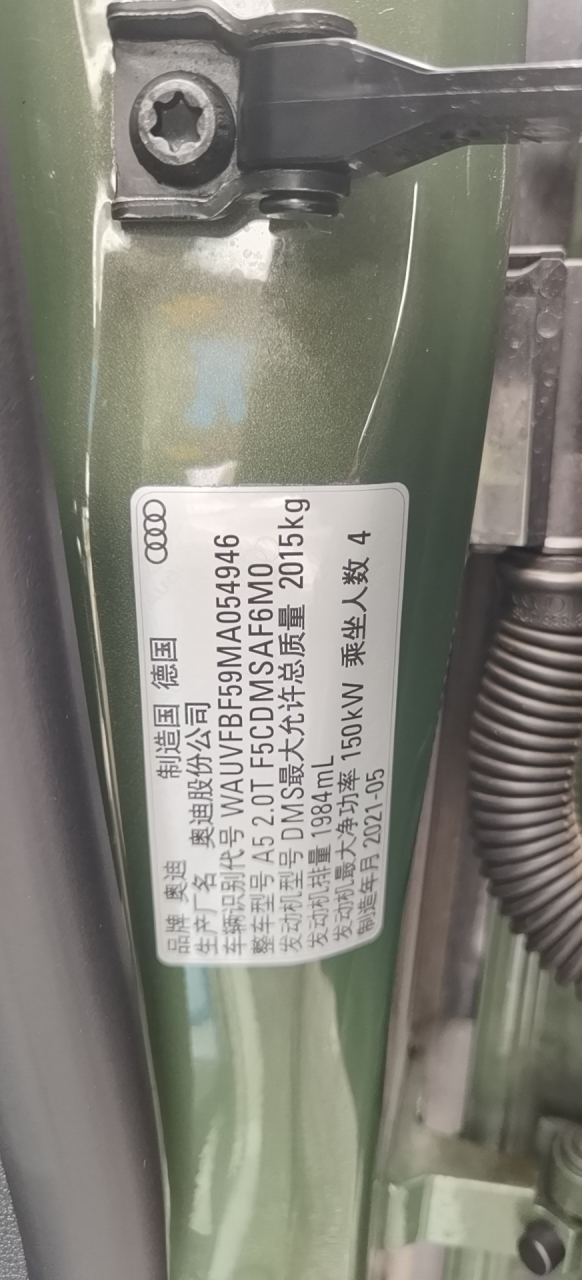 品牌 奥迪 制造国 德国
生产厂名 奥迪股份公司
车辆识别代号 WAUVFBF59MA054946
整车型号 A5 2.0T F5CDMSAF6M0
发动机型号 DMS最大允许总质量 2015kg
发动机排量 1984mL
发动机最大净功率 150kW 乘坐人数 4
制造年月 2021-05